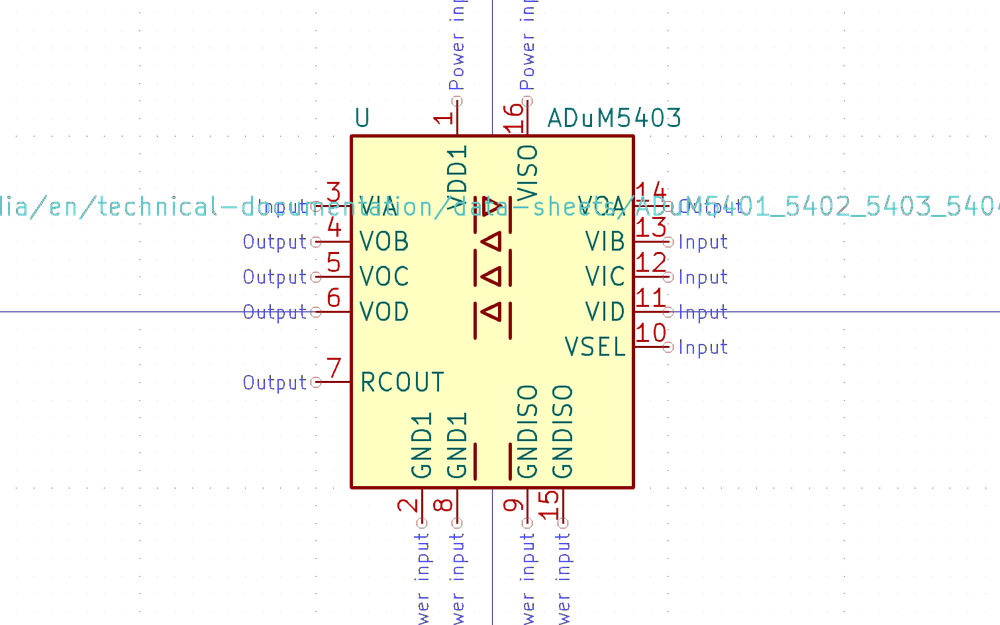 Power inp
Power inp
U
ADuM5403
1
16
VDD1
VISO
3
14
Input
VIA
VOA
Output
dia/en/technical-documentation/data-sheets/ADuM5401_5402_5403_5404
4
13
Output
VOB
VIB
Input
5
12
Output
VOC
VIC
Input
6
11
Output
VOD
VID
Input
10
VSEL
Input
7
Output
RCOUT
GND1
GND1
GNDISO
GNDISO
2
8
9
15
wer input
wer input
wer input
wer input